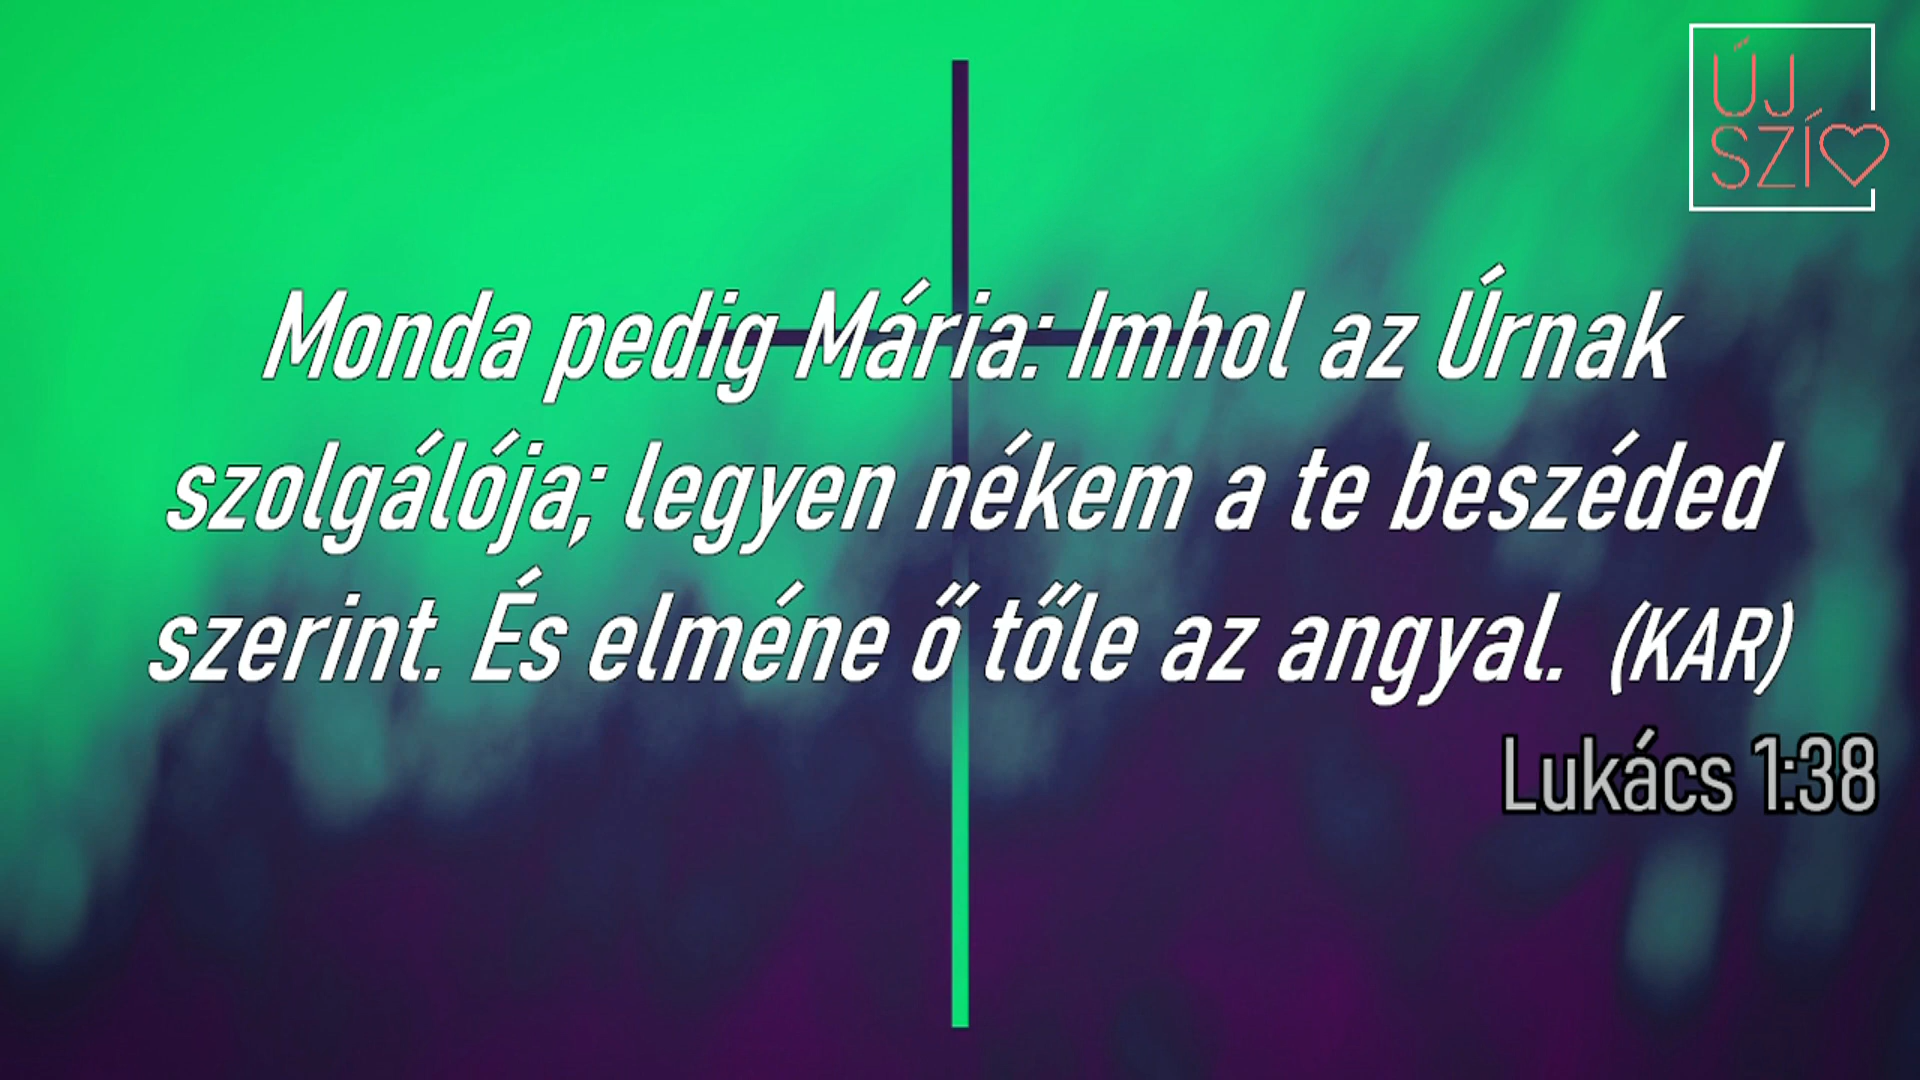 ÚJ
SZÍ
Monda pedig Mária: Imhol az Úrnak
szolgálója; legyen nékem a te beszéded
szerint. És elméne ő tőle az angyal. (KAR)
Lukács 1:38